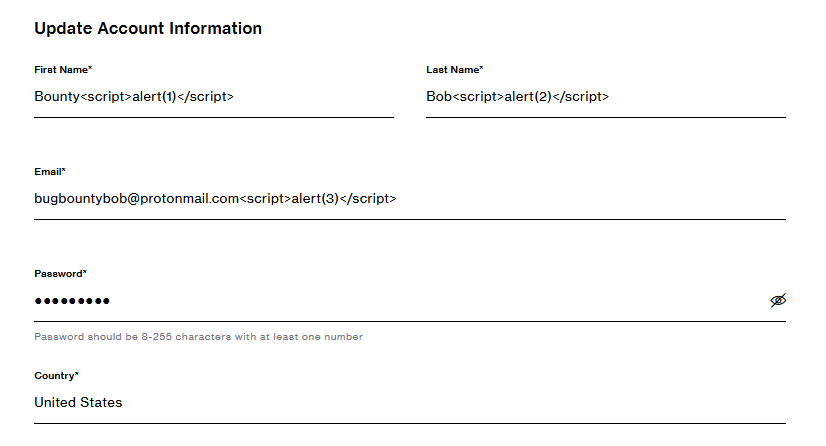 Update Account Information
First Name*
Last Name*
Bounty<script>alert(1)</script>
Bob<script>alert(2)</script>
Email*
bugbountybob@protonmail.com<script>alert(3)</script>
Password*
●●●●●●●●●
Password should be 8-255 characters with at least one number
Country*
United States